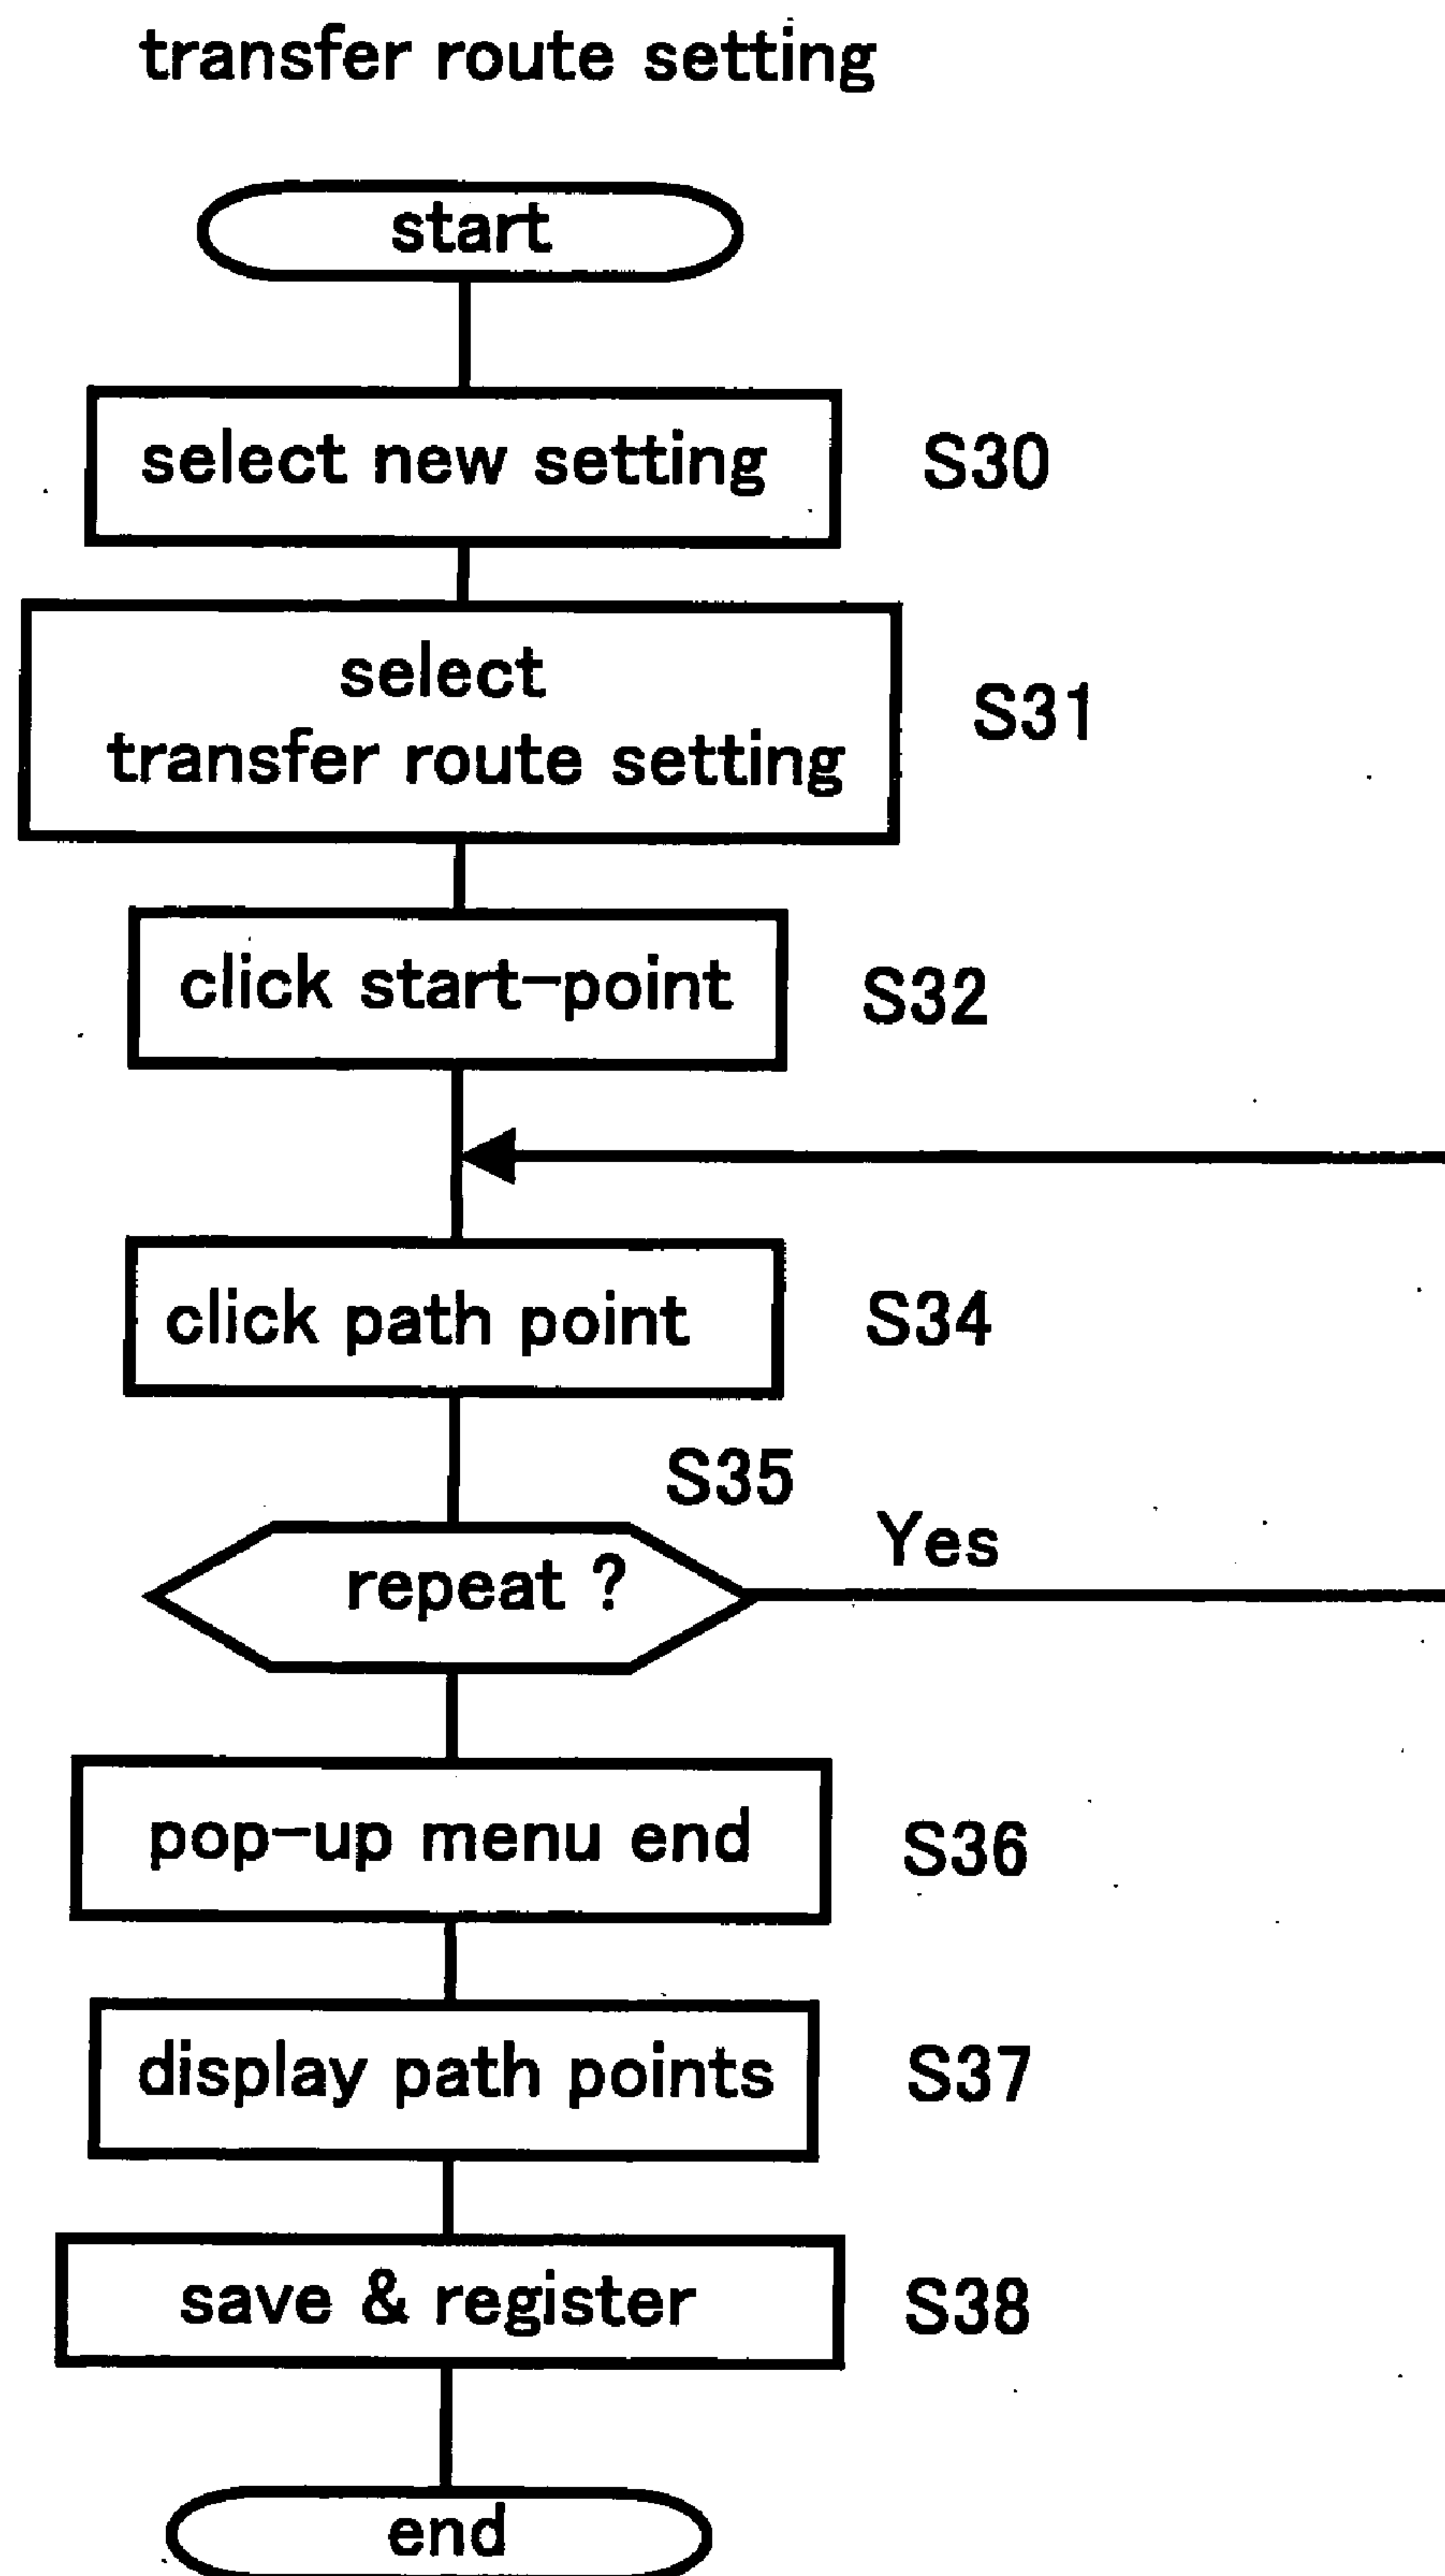 transfer route setting
start
select new setting
S30
select
transfer route setting
S31
click start-point
S32
click path point
S34
S35
repeat ?
Yes
pop-up menu end
S36
display path points
S37
save & register
S38
end